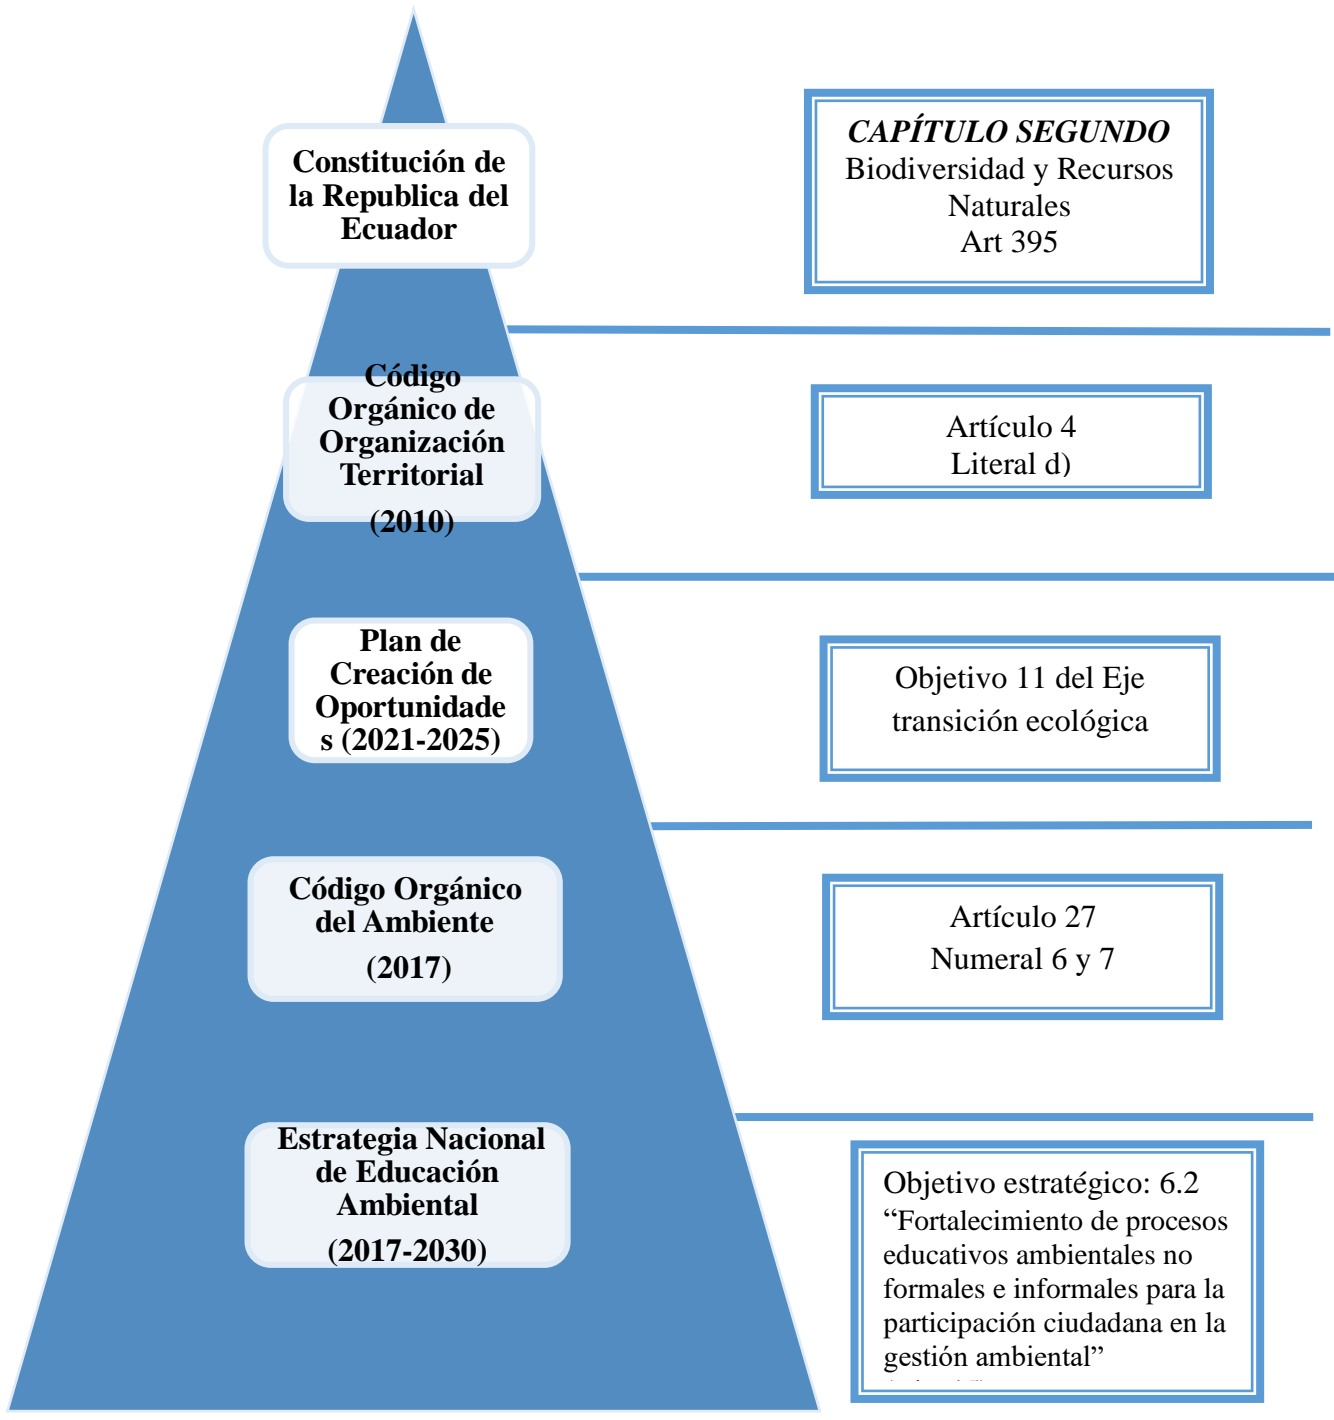 Constitución de
la Republica del
Ecuador
CAPÍTULO SEGUNDO
Biodiversidad y Recursos
Naturales
Art 395
Código
Orgánico de
Organización
Territorial
(2010)
Artículo 4
Literal d)
Plan de
Creación de
Oportunidade
s (2021-2025)
Objetivo 11 del Eje
transición ecológica
Código Orgánico
del Ambiente
(2017)
Artículo 27
Numeral 6 y 7
Estrategia Nacional
de Educación
Ambiental
(2017-2030)
Objetivo estratégico: 6.2
“Fortalecimiento de procesos
educativos ambientales no
formales e informales para la
participación ciudadana en la
gestión ambiental”